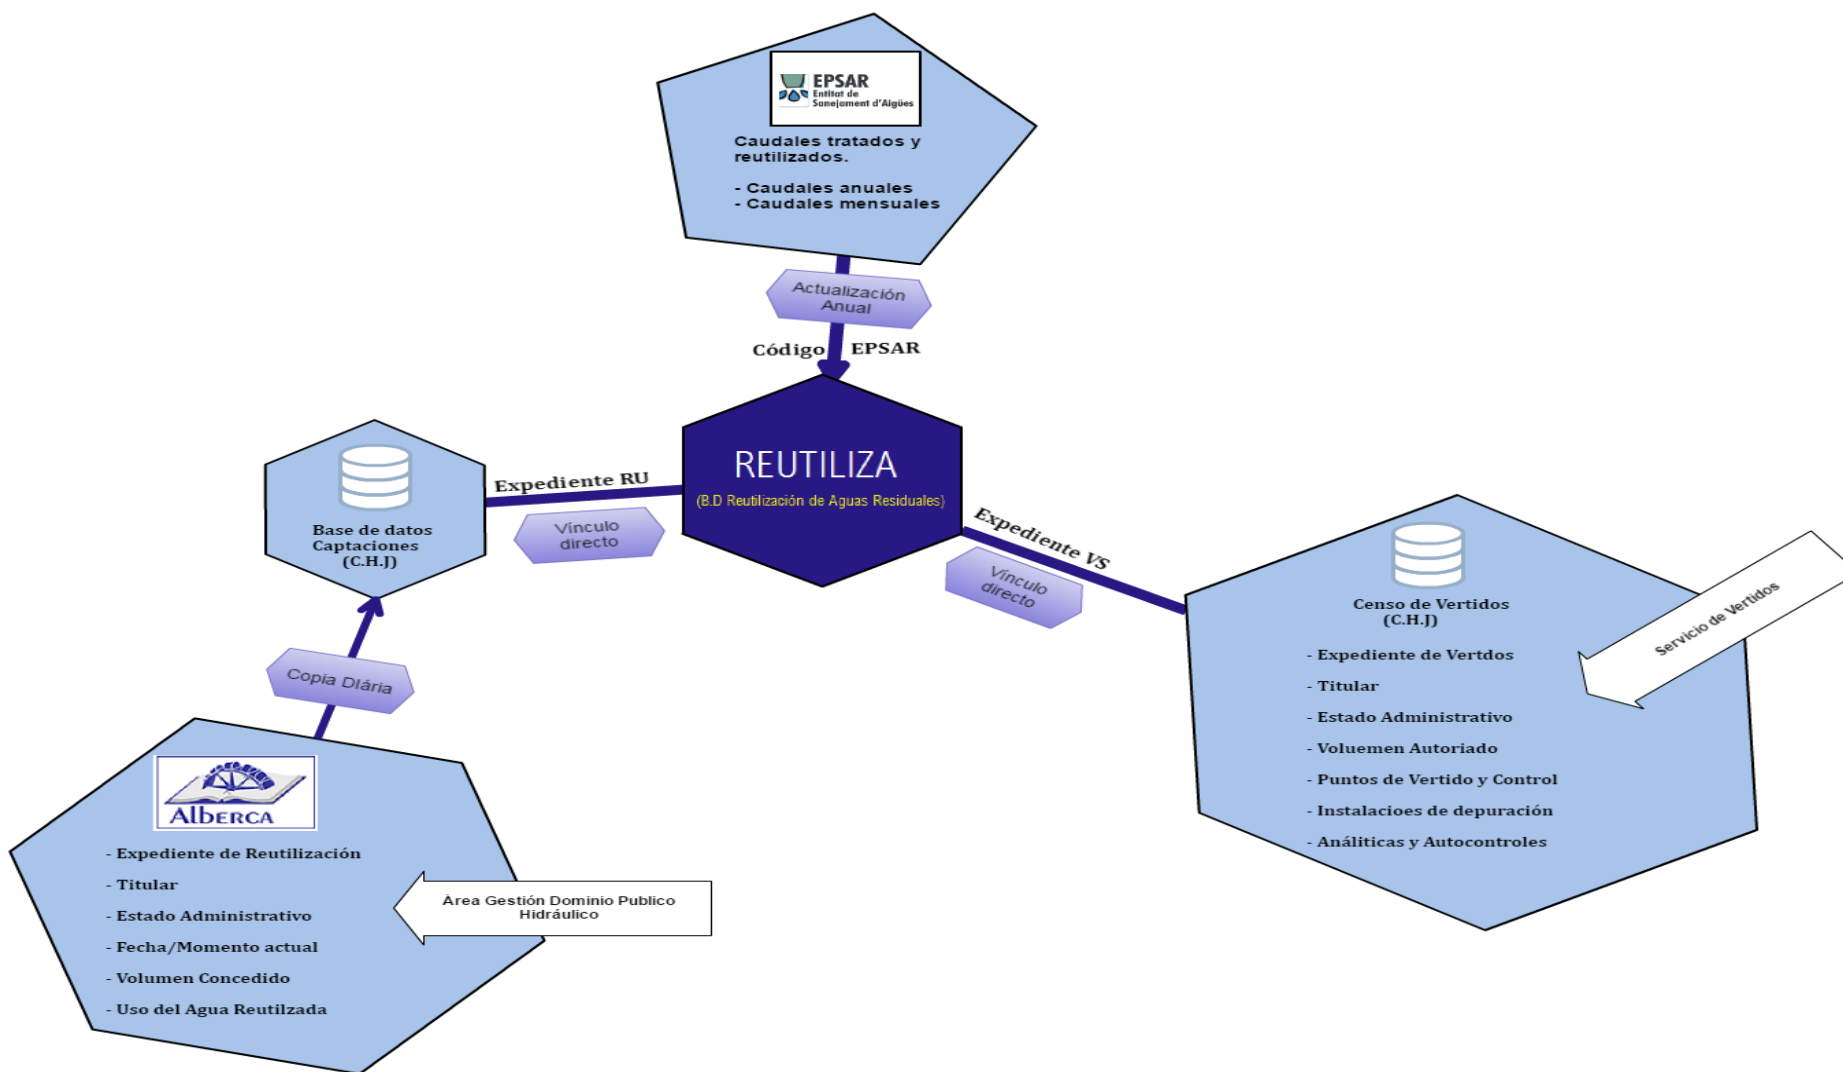 EPSAR
Entitat de
Sanejament d'Aigües
Caudales tratados y
reutilizados.
- Caudales anuales
- Caudales mensuales
Actualización
Anual
Código EPSAR
REUTILIZA
(B.D Reutilización de Aguas Residuales)
Expediente RU
Vínculo
directo
Base de datos
Captaciones
(C.H.J)
Expediente VS
Vínculo
directo
Censo de Vertidos
(C.H.J)
- Expediente de Vertdos
- Titular
- Estado Administrativo
- Voluemen Autoriado
- Puntos de Vertido y Control
- Instalacioes de depuración
- Análiticas y Autocontroles
Servicio de Vertidos
Copia DIária
ALBERCA
- Expediente de Reutilización
- Titular
- Estado Administrativo
- Fecha/Momento actual
- Volumen Concedido
- Uso del Agua Reutilzada
Área Gestión Dominio Publico
Hidráulico